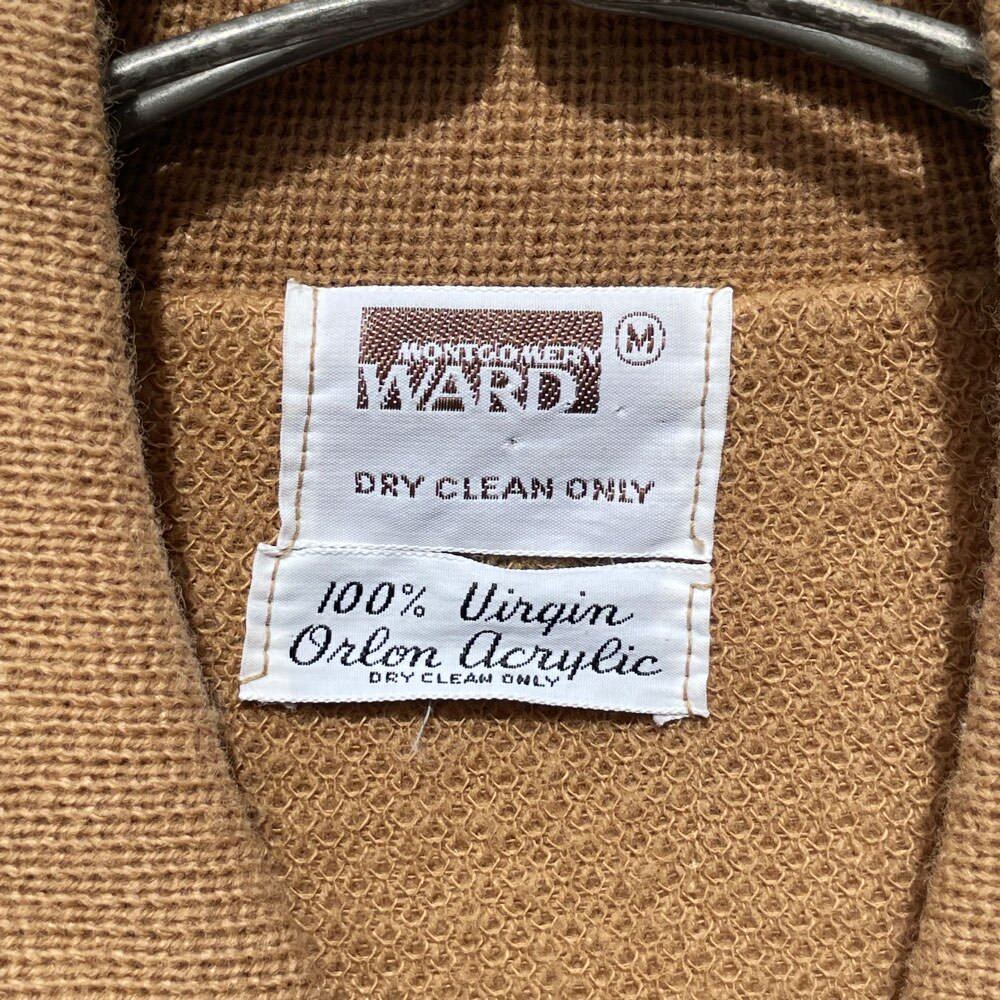 MONTGOMERY
WARD
M
DRY CLEAN ONLY
100% Virgin
Orlon Acrylic
DRY CLEAN ONLY